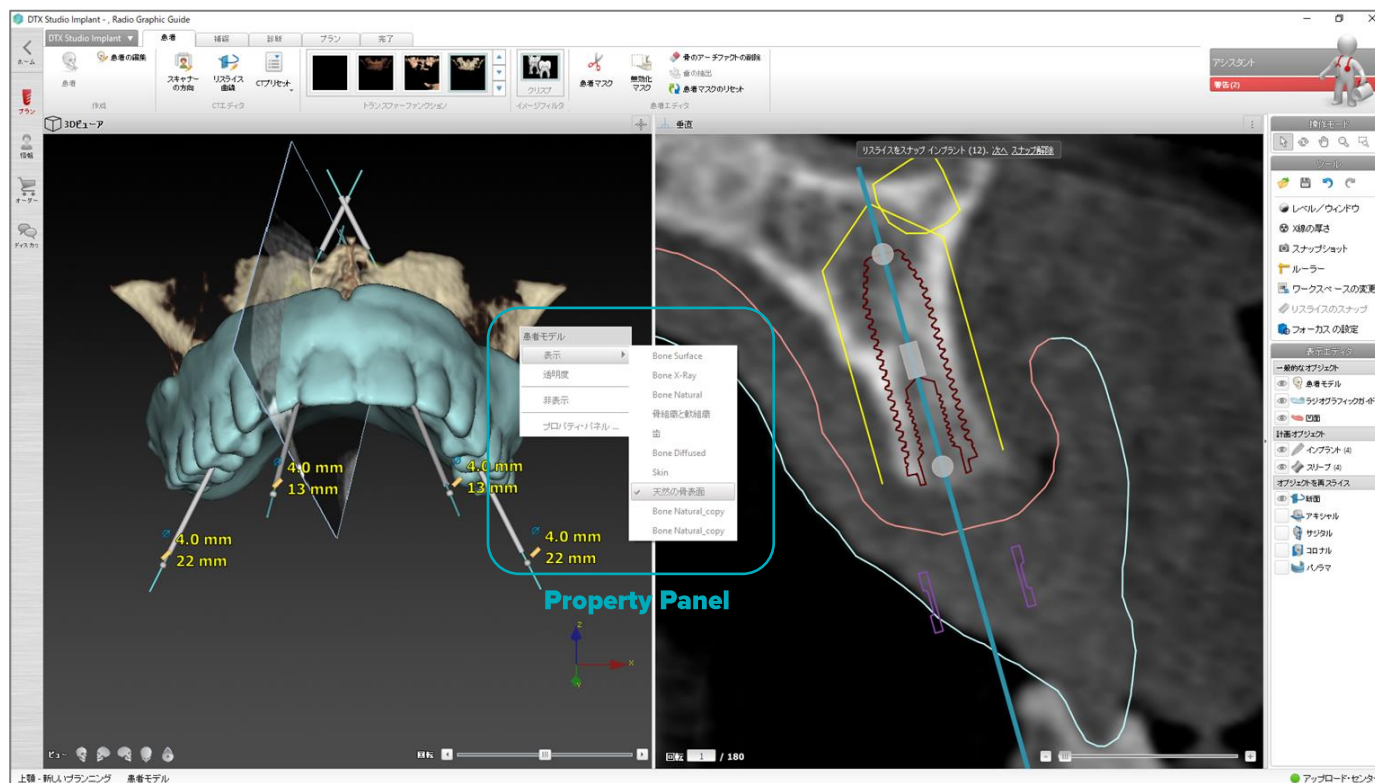 DTX Studio Implant - , Radio Graphic Guide
DTX Studio Implant ▼
患者
補綴
診断
プラン
完了
ホーム
プラン
情報
オーダー
患者
患者の編集
作成
スキャナーの方向
リスライス曲線
CTプリセット
CTエディタ
トランスファーファンクション
クリスプ
イメージフィルタ
患者マスク
無効化マスク
骨のアーチファクトの削除
歯の抽出
患者マスクのリセット
患者エディタ
アシスタント
警告(2)
3Dビューア
患者モデル
表示
透明度
非表示
プロパティ・パネル ...
Bone Surface
Bone X-Ray
Bone Natural
骨組織と軟組織
歯
Bone Diffused
Skin
天然の骨表面
Bone Natural_copy
Bone Natural_copy
4.0 mm
13 mm
4.0 mm
13 mm
4.0 mm
22 mm
4.0 mm
22 mm
Property Panel
Z
X
Y
ビュー
回転
垂直
リスライスをスナップ インプラント (12). 次へ スナップ解除
回転 1 / 180
操作モード
ツール
レベル/ウィンドウ
X線の厚さ
スナップショット
ルーラー
ワークスペースの変更
リスライスのスナップ
フォーカス の設定
表示エディタ
一般的なオブジェクト
患者モデル
ラジオグラフィックガイド
凹面
計画オブジェクト
インプラント (4)
スリーブ (4)
オブジェクトを再スライス
断面
アキシャル
サジタル
コロナル
パノラマ
上顎 - 新しいプランニング 患者モデル
アップロード・センター